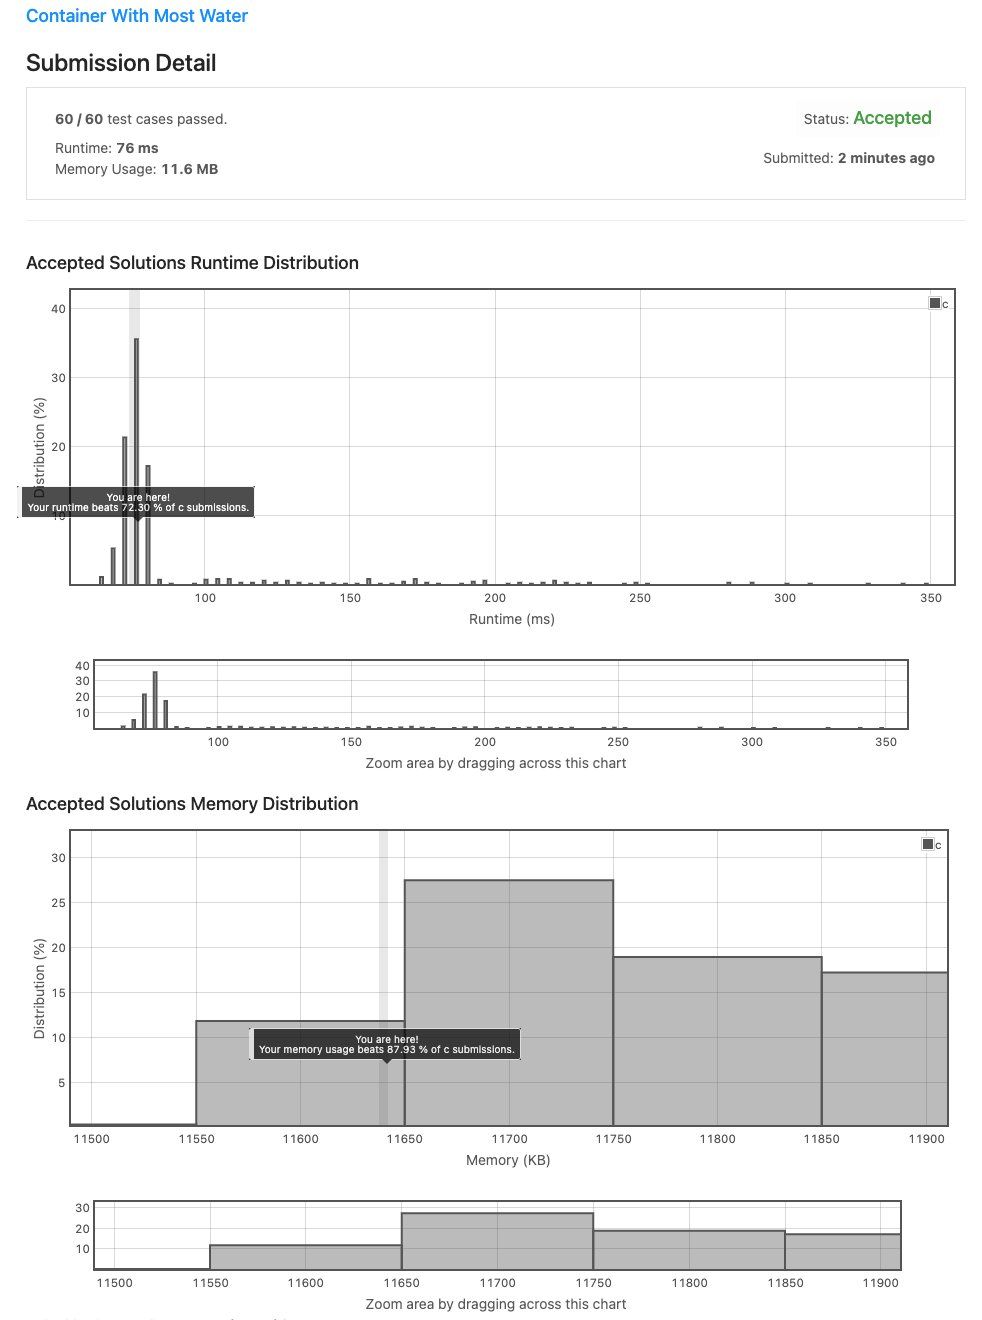 Container With Most Water
Submission Detail
60 / 60 test cases passed.
Status: Accepted
Runtime: 76 ms
Submitted: 2 minutes ago
Memory Usage: 11.6 MB
Accepted Solutions Runtime Distribution
c
40
30
20
10
Distribution (%)
You are here!
Your runtime beats 72.30 % of c submissions.
100 150 200 250 300 350
Runtime (ms)
40
30
20
10
100 150 200 250 300 350
Zoom area by dragging across this chart
Accepted Solutions Memory Distribution
c
30
25
20
15
10
5
Distribution (%)
You are here!
Your memory usage beats 87.93 % of c submissions.
11500 11550 11600 11650 11700 11750 11800 11850 11900
Memory (KB)
30
20
10
11500 11550 11600 11650 11700 11750 11800 11850 11900
Zoom area by dragging across this chart